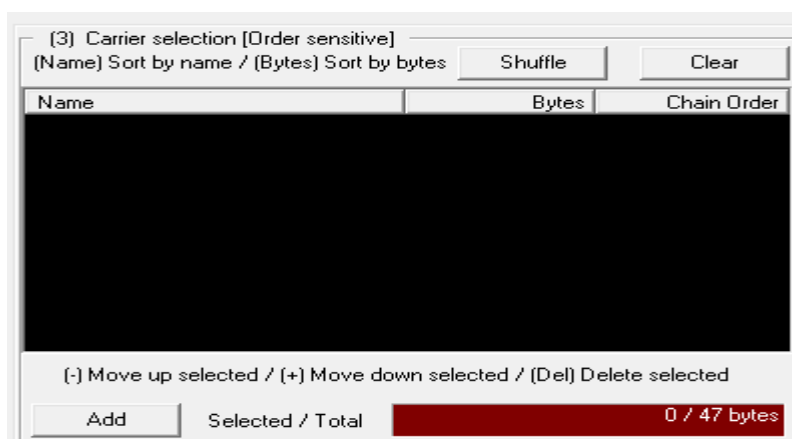 (3) Carrier selection [Order sensitive]
(Name) Sort by name / (Bytes) Sort by bytes Shuffle Clear
Name Bytes Chain Order
(-) Move up selected / (+) Move down selected / (Del) Delete selected
Add Selected / Total 0 / 47 bytes